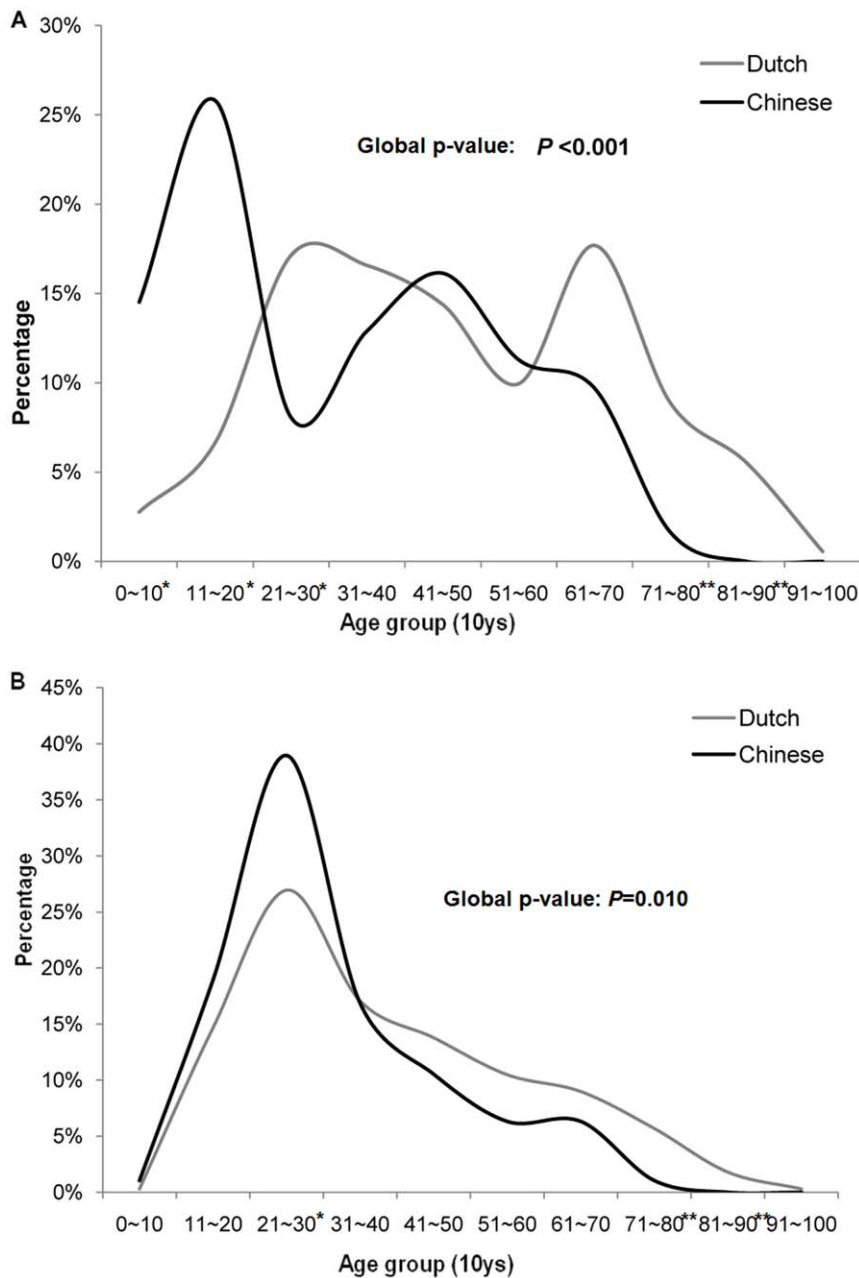 A
30%
25%
20%
15%
10%
5%
0%
Percentage
Dutch
Chinese
Global p-value: P <0.001
0~10* 11~20* 21~30* 31~40 41~50 51~60 61~70 71~80** 81~90** 91~100
Age group (10ys)
B
45%
40%
35%
30%
25%
20%
15%
10%
5%
0%
Percentage
Dutch
Chinese
Global p-value: P=0.010
0~10 11~20 21~30* 31~40 41~50 51~60 61~70 71~80** 81~90** 91~100
Age group (10ys)